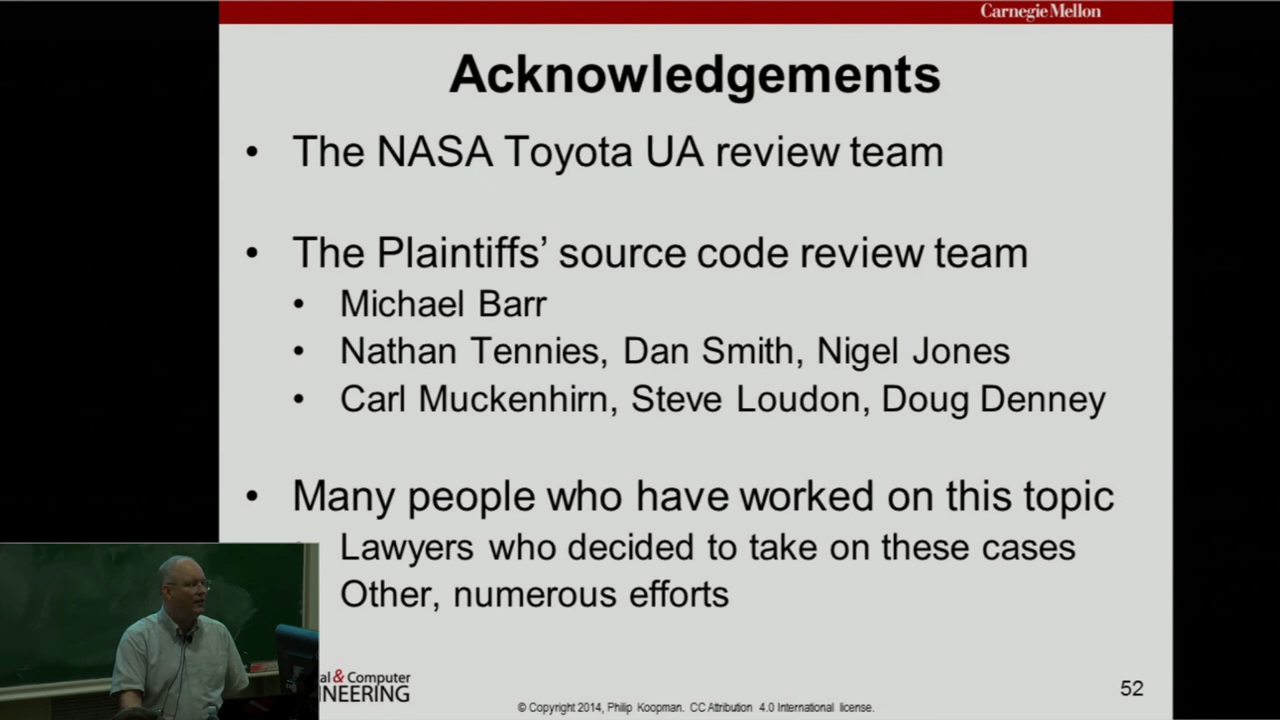 Carnegie Mellon
Acknowledgements
• The NASA Toyota UA review team
• The Plaintiffs’ source code review team
• Michael Barr
• Nathan Tennies, Dan Smith, Nigel Jones
• Carl Muckenhirn, Steve Loudon, Doug Denney
• Many people who have worked on this topic
Lawyers who decided to take on these cases
Other, numerous efforts
al & Computer
NEERING
© Copyright 2014, Philip Koopman. CC Attribution 4.0 International license.
52